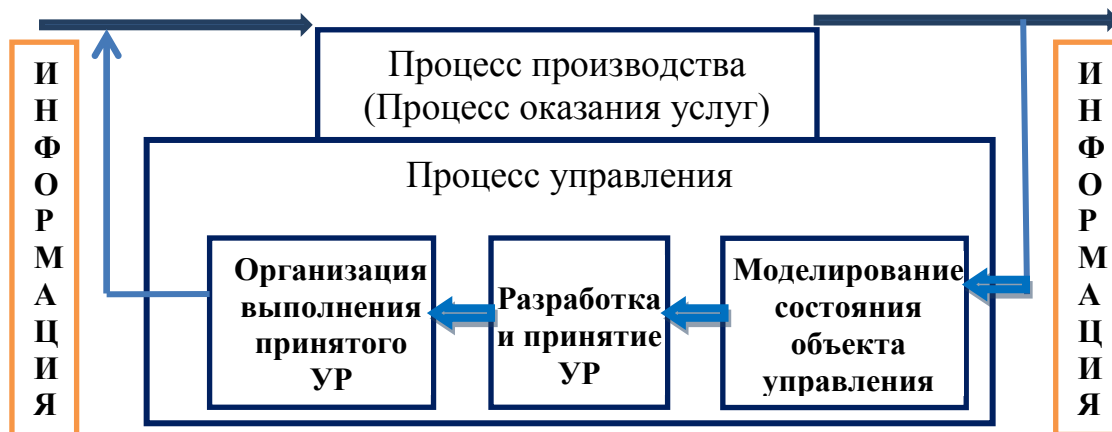 И
Н
Ф
О
Р
М
А
Ц
И
Я
Процесс производства
(Процесс оказания услуг)
Процесс управления
Организация
выполнения
принятого
УР
Разработка
и принятие
УР
Моделирование
состояния
объекта
управления
И
Н
Ф
О
Р
М
А
Ц
И
Я